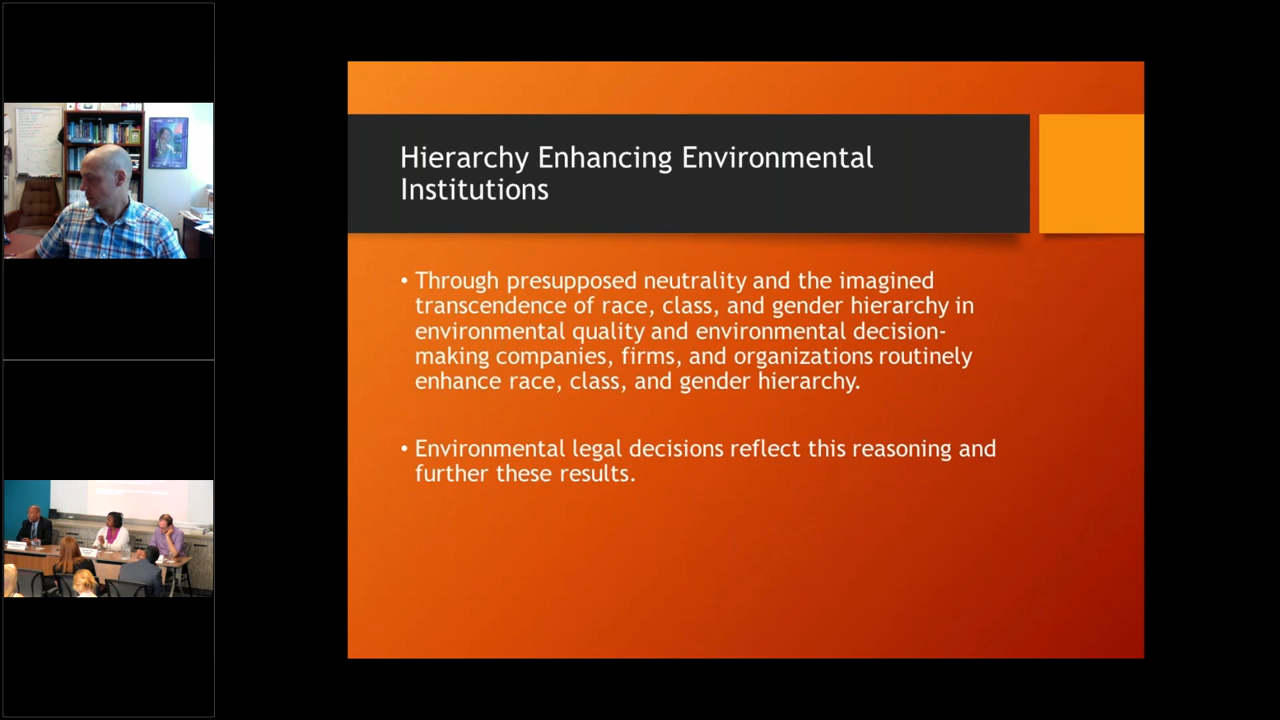 Hierarchy Enhancing Environmental
Institutions
• Through presupposed neutrality and the imagined
transcendence of race, class, and gender hierarchy in
environmental quality and environmental decision-
making companies, firms, and organizations routinely
enhance race, class, and gender hierarchy.
• Environmental legal decisions reflect this reasoning and
further these results.